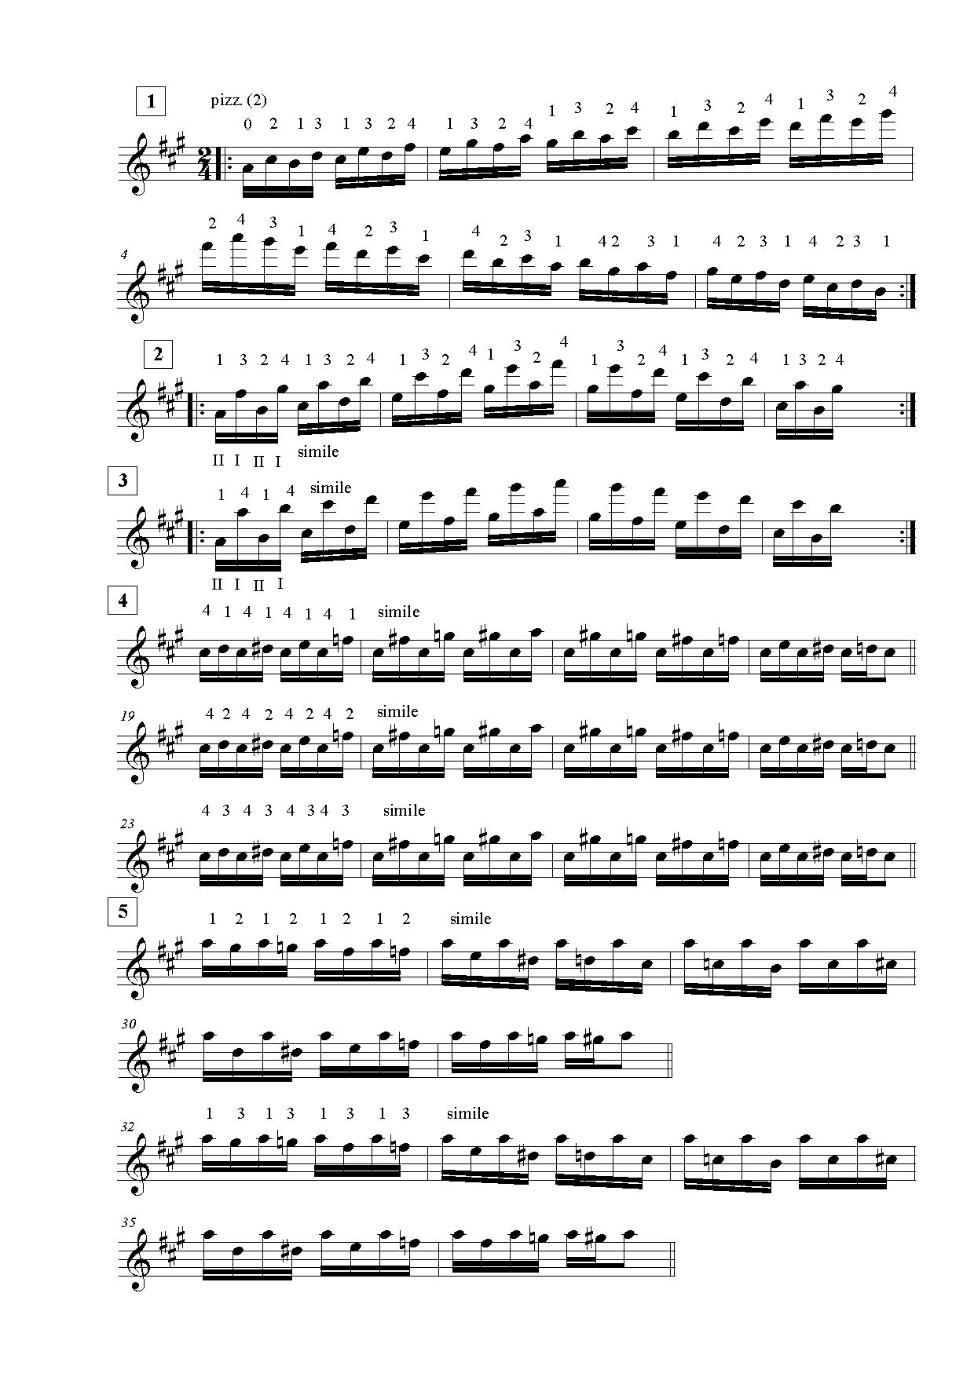 1 pizz. (2)
0 2 1 3 1 3 2 4 1 3 2 4 1 3 2 4 1 3 2 4 1 3 2 4
2
4
4 2 4 3 1 4 2 3 1 4 2 3 1 4 2 3 1 4 2 3 1 4 2 3 1
2 1 3 2 4 1 3 2 4 1 3 2 4 1 3 2 4 1 3 2 4 1 3 2 4 1 3 2 4
II I II I simile
3 1 4 1 4 simile
II I II I
4 4 1 4 1 4 1 4 1 simile
19 4 2 4 2 4 2 4 2 simile
23 4 3 4 3 4 3 4 3 simile
5 1 2 1 2 1 2 1 2 simile
30
32 1 3 1 3 1 3 1 3 simile
35